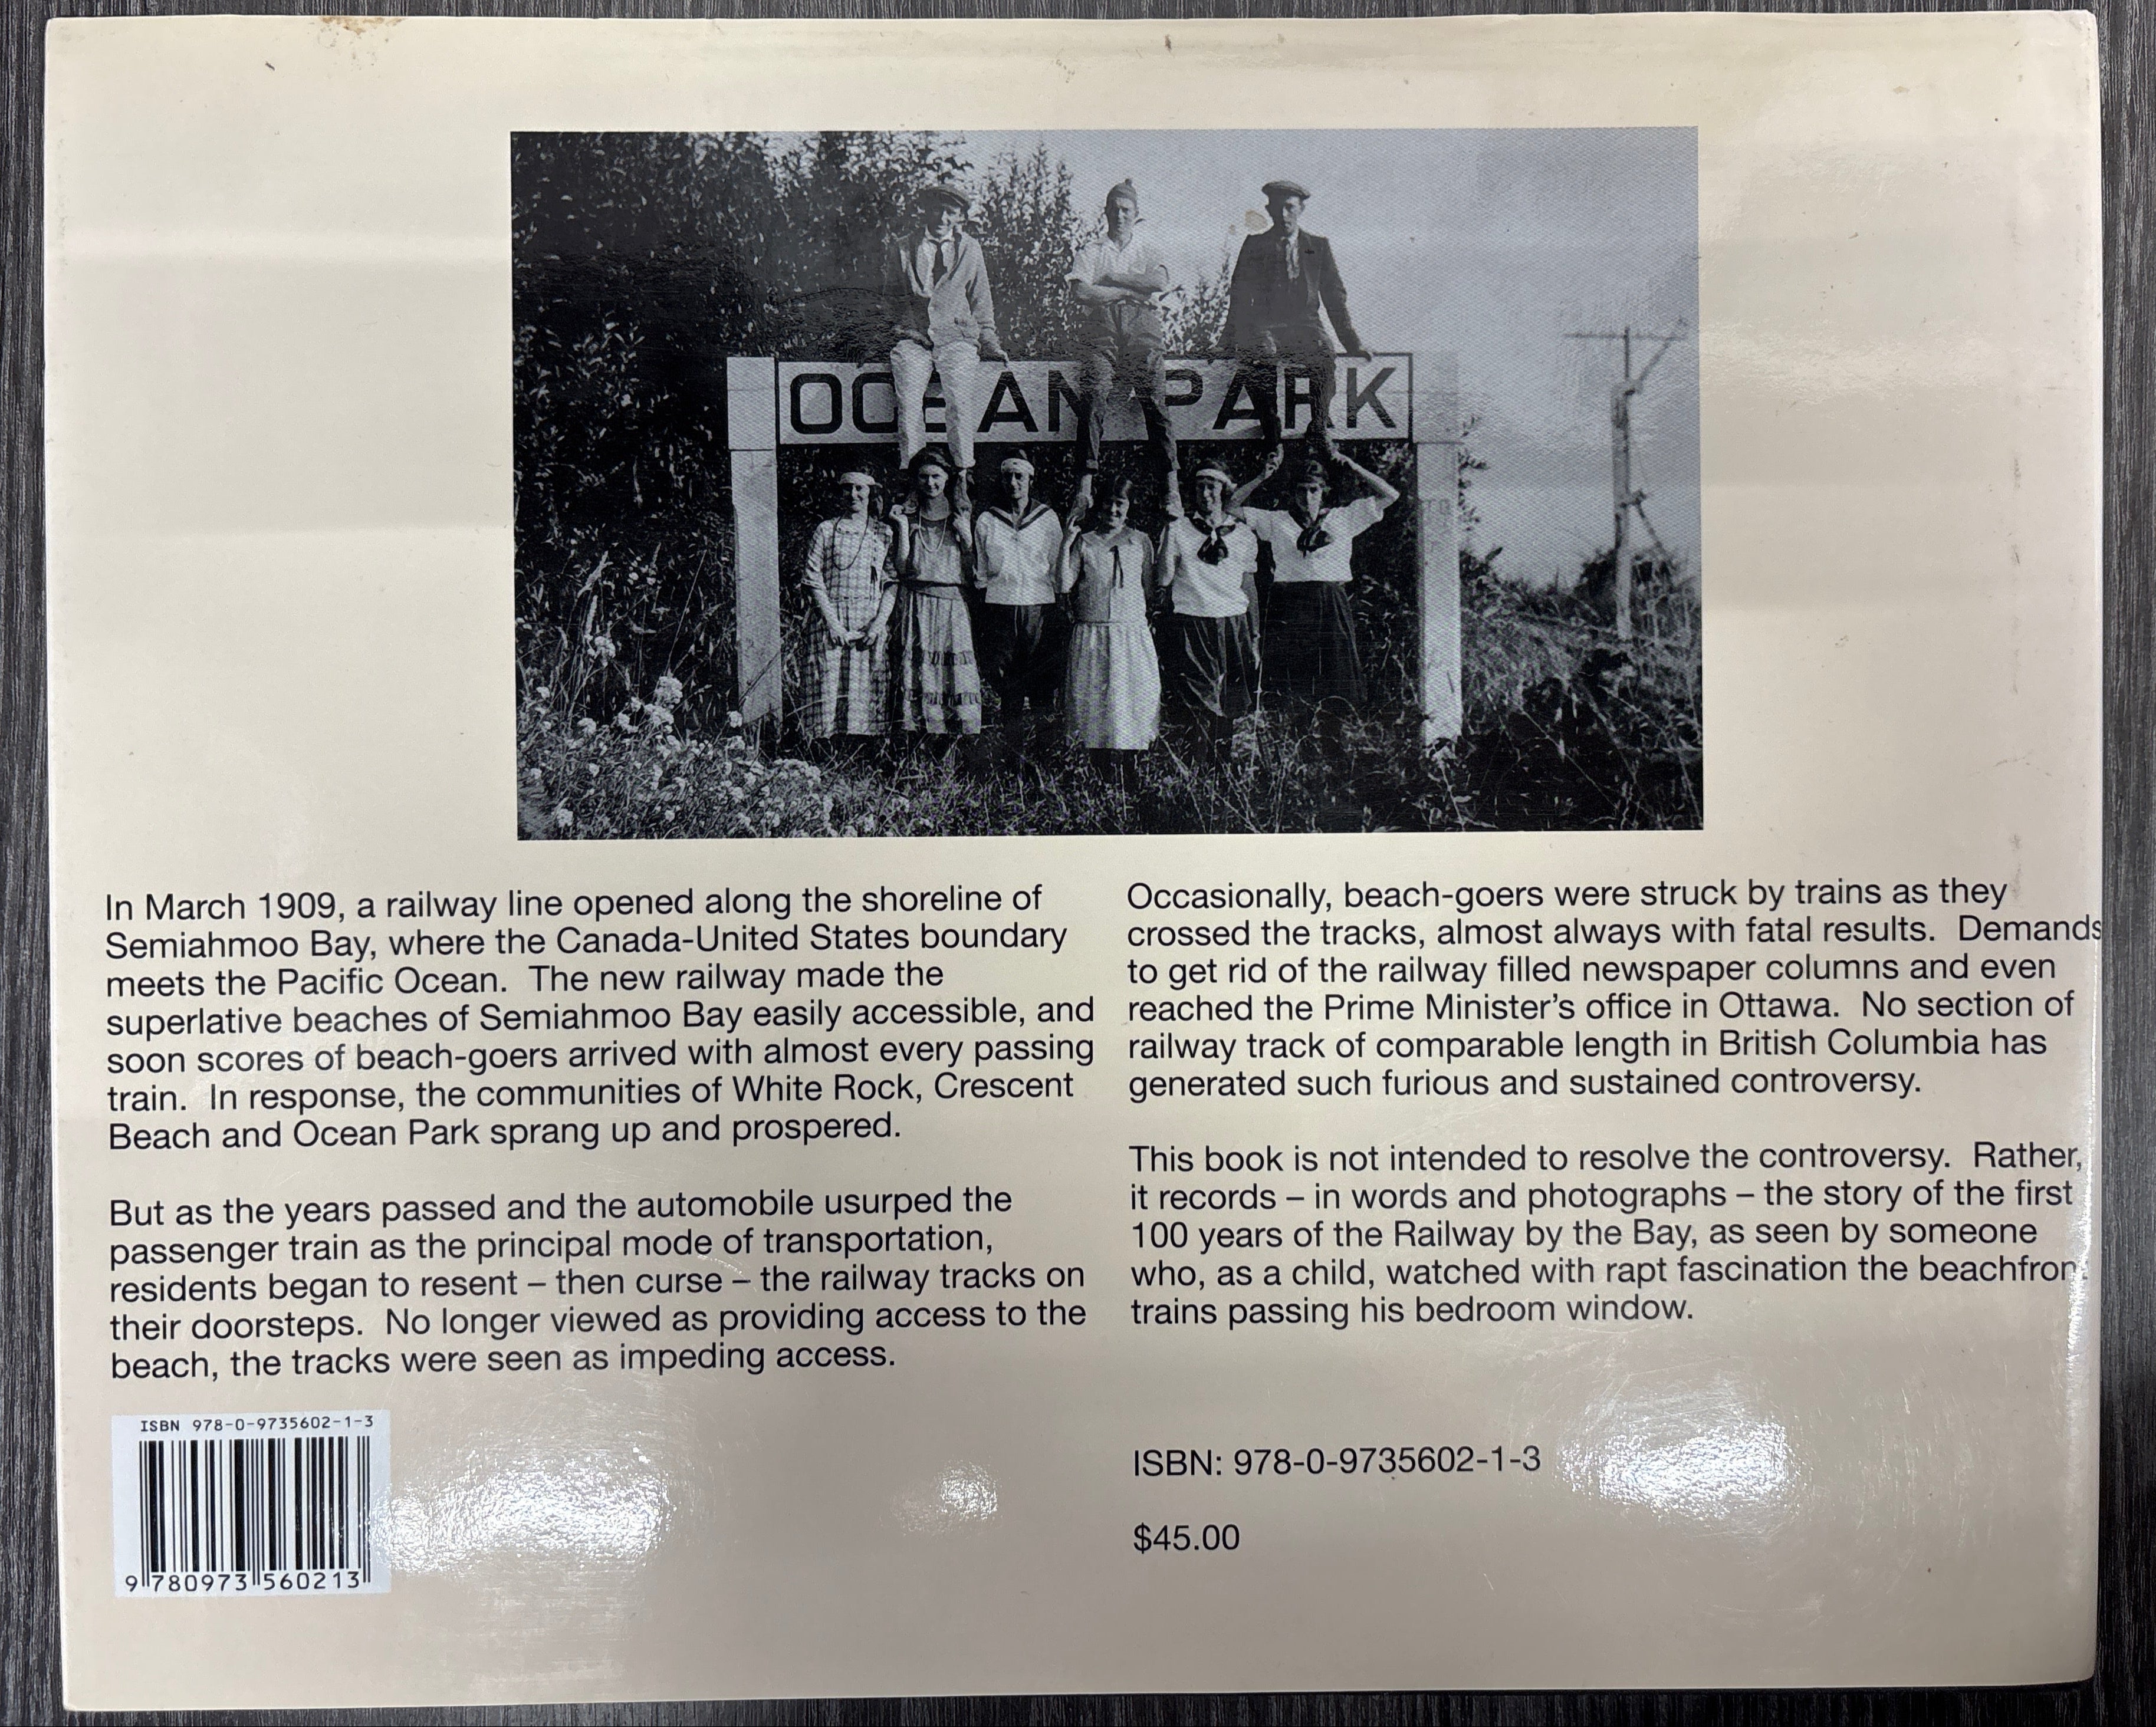 OCEAN PARK
In March 1909, a railway line opened along the shoreline of
Semiahmoo Bay, where the Canada-United States boundary
meets the Pacific Ocean.  The new railway made the
superlative beaches of Semiahmoo Bay easily accessible, and
soon scores of beach-goers arrived with almost every passing
train.  In response, the communities of White Rock, Crescent
Beach and Ocean Park sprang up and prospered.
But as the years passed and the automobile usurped the
passenger train as the principal mode of transportation,
residents began to resent – then curse – the railway tracks on
their doorsteps.  No longer viewed as providing access to the
beach, the tracks were seen as impeding access.
Occasionally, beach-goers were struck by trains as they
crossed the tracks, almost always with fatal results.  Demands
to get rid of the railway filled newspaper columns and even
reached the Prime Minister's office in Ottawa.  No section of
railway track of comparable length in British Columbia has
generated such furious and sustained controversy.
This book is not intended to resolve the controversy.  Rather,
it records – in words and photographs – the story of the first
100 years of the Railway by the Bay, as seen by someone
who, as a child, watched with rapt fascination the beachfront
trains passing his bedroom window.
ISBN 978-0-9735602-1-3
9 780973 560213
ISBN: 978-0-9735602-1-3
$45.00